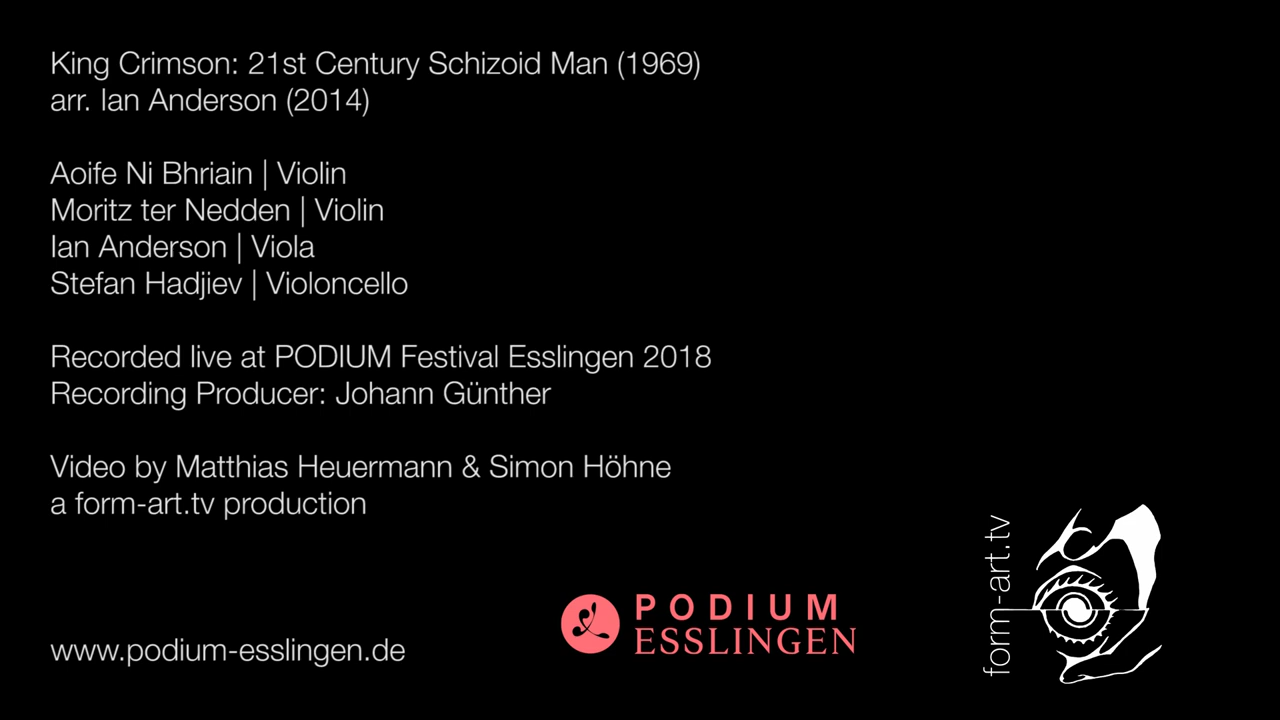 King Crimson: 21st Century Schizoid Man (1969)
arr. Ian Anderson (2014)
Aoife Ni Bhriain | Violin
Moritz ter Nedden | Violin
Ian Anderson | Viola
Stefan Hadjiev | Violoncello
Recorded live at PODIUM Festival Esslingen 2018
Recording Producer: Johann Günther
Video by Matthias Heuermann & Simon Höhne
a form-art.tv production
www.podium-esslingen.de
PODIUM
ESSLINGEN
form-art.tv